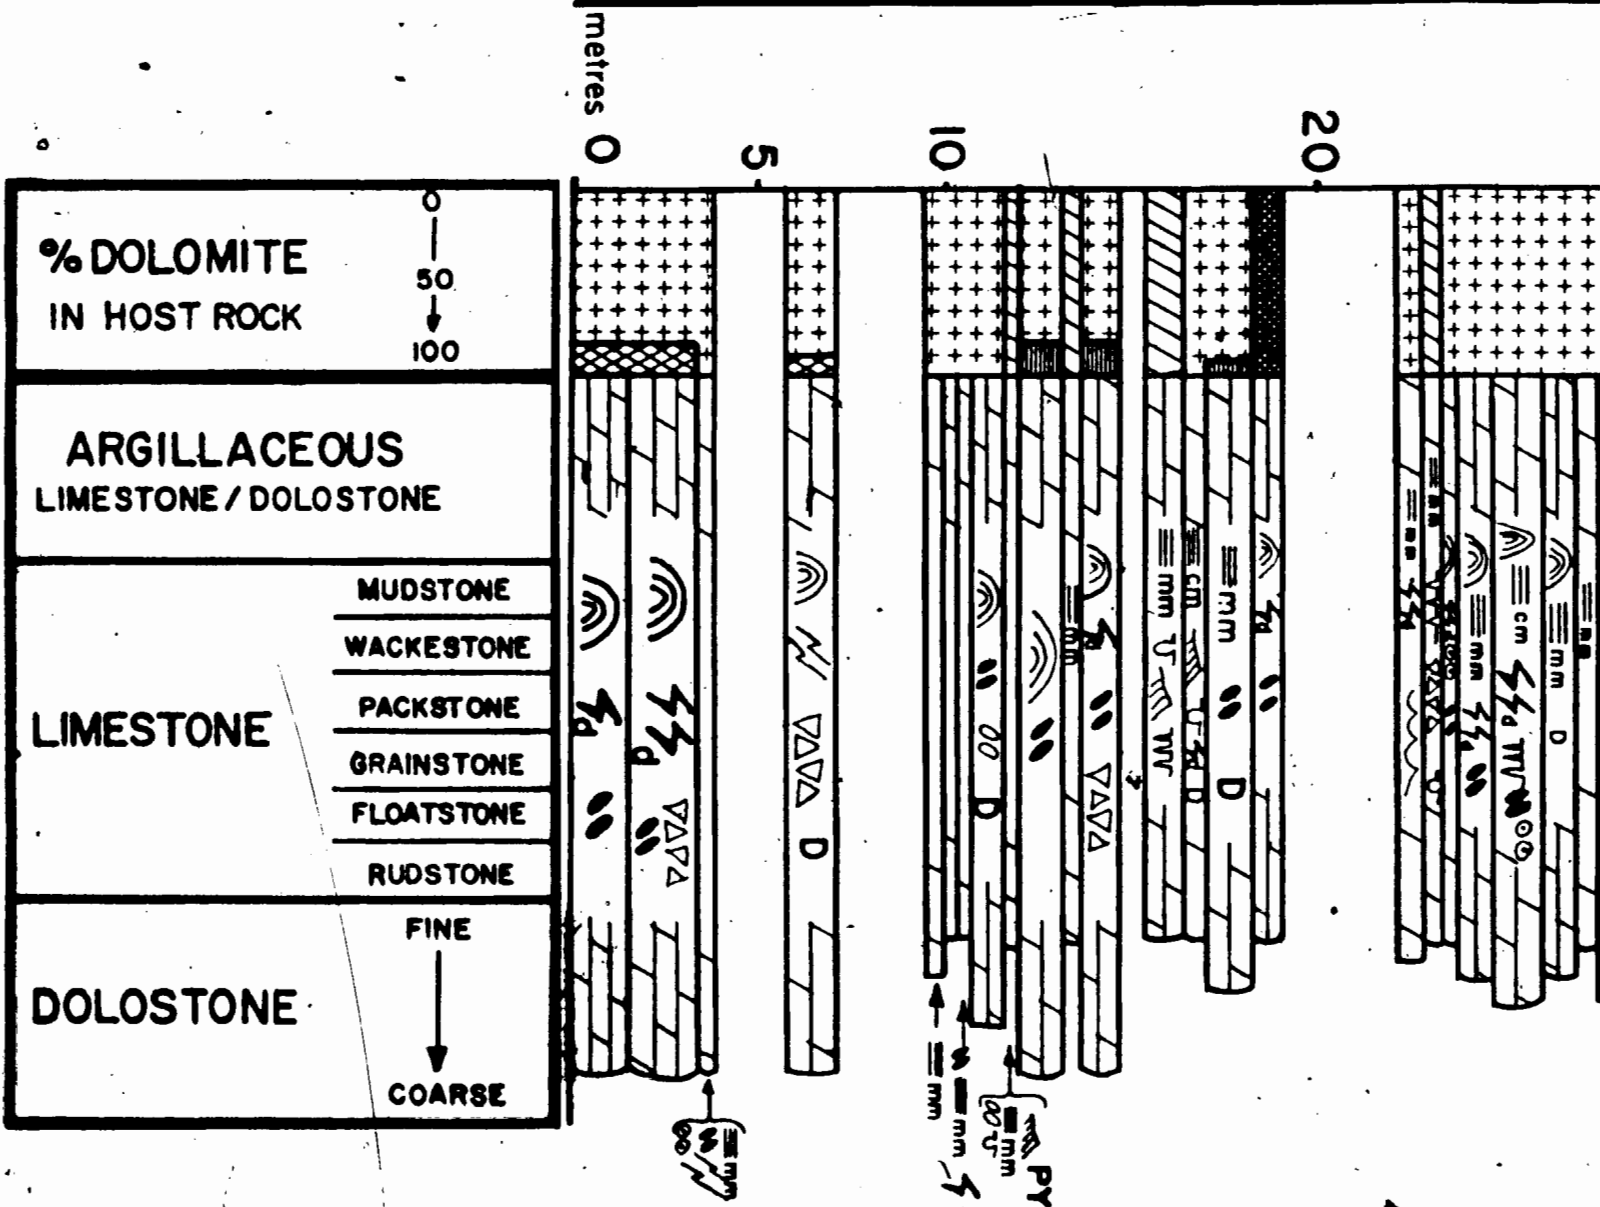 metres 0 5 10 20
% DOLOMITE
IN HOST ROCK
0
50
100
ARGILLACEOUS
LIMESTONE / DOLOSTONE
LIMESTONE
MUDSTONE
WACKESTONE
PACKSTONE
GRAINSTONE
FLOATSTONE
RUDSTONE
DOLOSTONE
FINE
COARSE
d
d
D
D
mm
d
mm
cm
d
D
mm
D
d
mm
d
cm
d
mm
D
mm
mm
mm
mm
PY